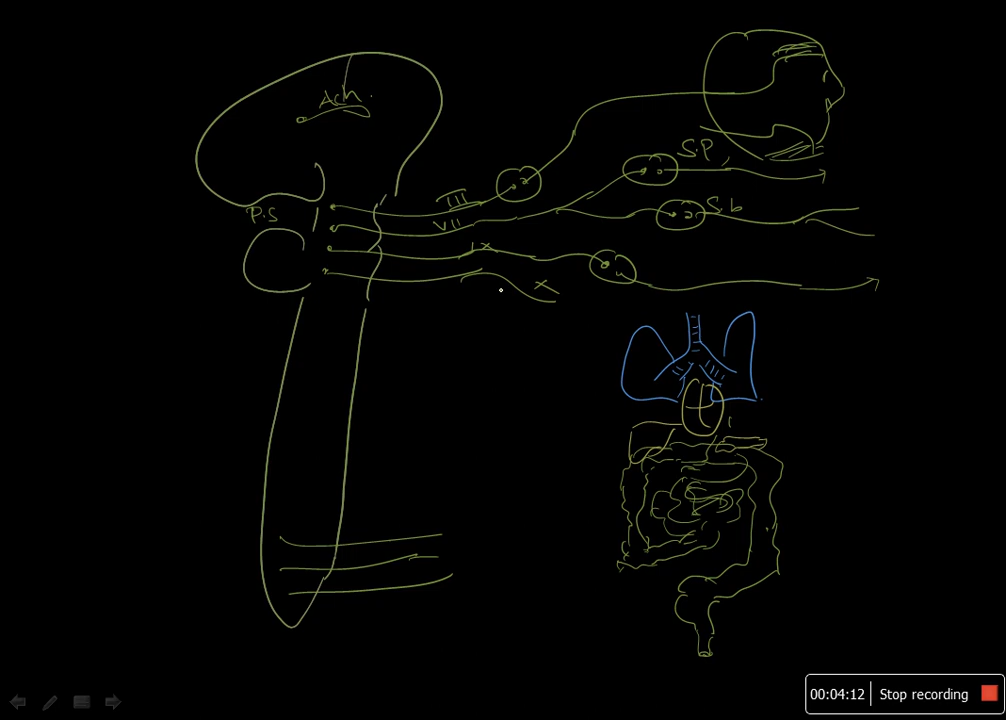 Ach.
S.P,
III
S.b
P.S
VII
IX
X
00:04:12 Stop recording